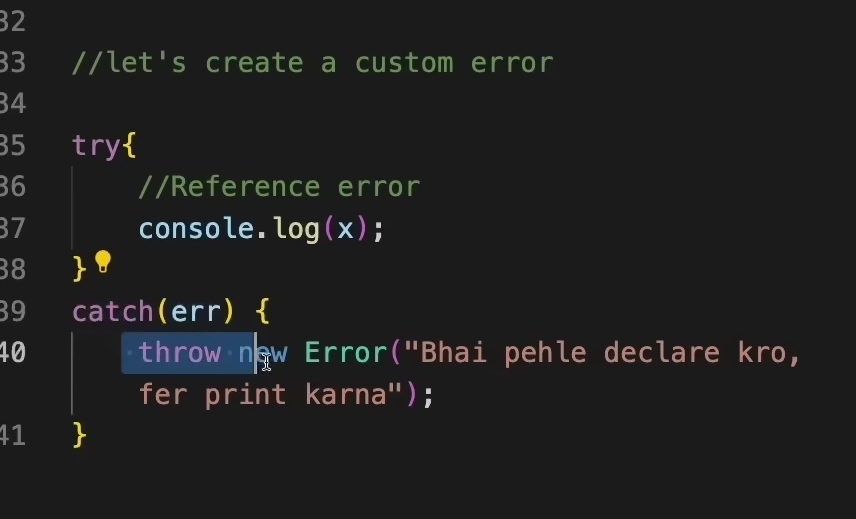 32
33 //let's create a custom error
34
35 try{
36 //Reference error
37 console.log(x);
38 }
39 catch(err) {
40 throw new Error("Bhai pehle declare kro,
fer print karna");
41 }